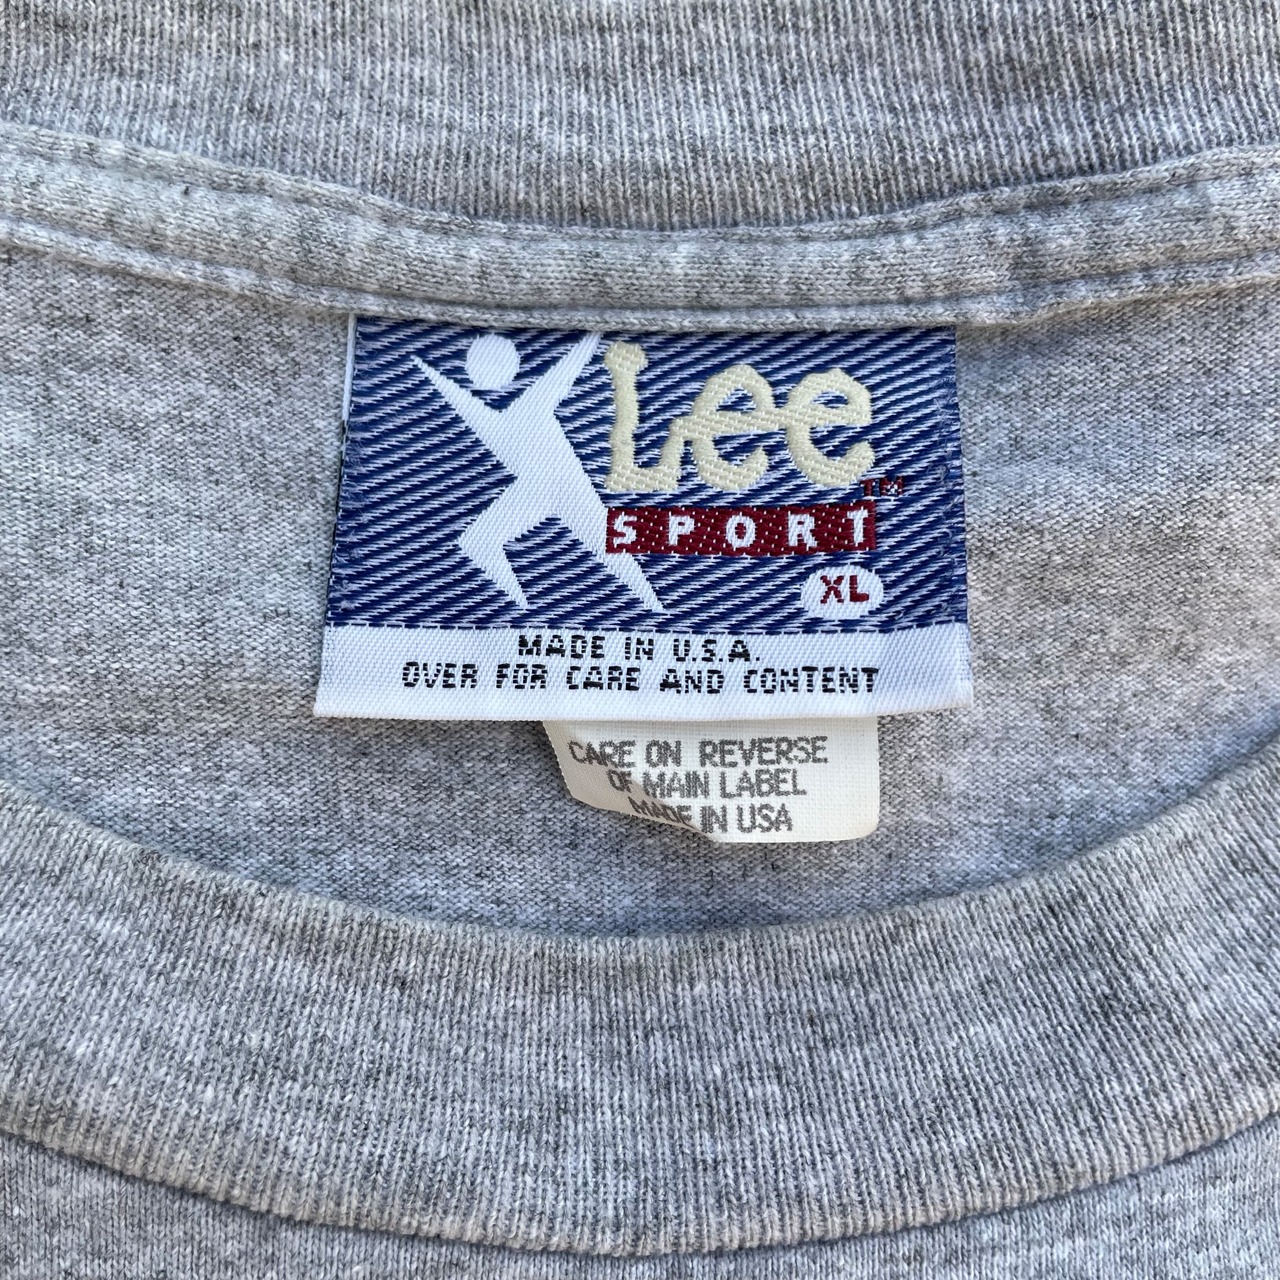 Lee
TM
SPORT
XL
MADE IN U.S.A.
OVER FOR CARE AND CONTENT
CARE ON REVERSE
OF MAIN LABEL
MADE IN USA